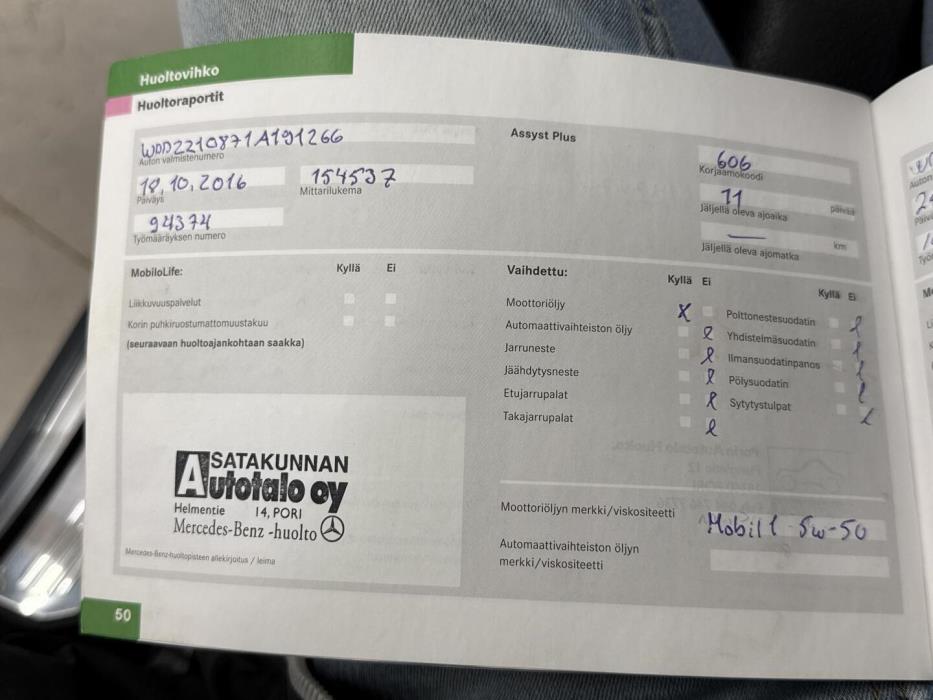 Huoltovihko
Huoltoraportit
WDD2210871A191266
Auton valmistenumero
18.10.2016
Päiväys
154537
Mittarilukema
94374
Työmääräyksen numero
Assyst Plus
606
Korjaamokoodi
11
Jäljellä oleva ajoaika
päivää
Jäljellä oleva ajomatka
km
MobiloLife:
Kyllä Ei
Liikkuvuuspalvelut
Korin puhkiruostumattomuustakuu
(seuraavaan huoltoajankohtaan saakka)
Vaihdettu:
Kyllä Ei
Moottoriöljy X
Automaattivaihteiston öljy
Jarruneste
Jäähdytysneste
Etujarrupalat
Takajarrupalat
Kyllä Ei
Polttonestesuodatin
Yhdistelmäsuodatin
Ilmansuodatinpanos
Pölysuodatin
Sytytystulpat
SATAKUNNAN
Autotalo oy
Helmentie 14, PORI
Mercedes-Benz -huolto
Mercedes-Benz-huoltopisteen allekirjoitus / leima
Moottoriöljyn merkki/viskositeetti
Mobil 1 5w-50
Automaattivaihteiston öljyn
merkki/viskositeetti
50